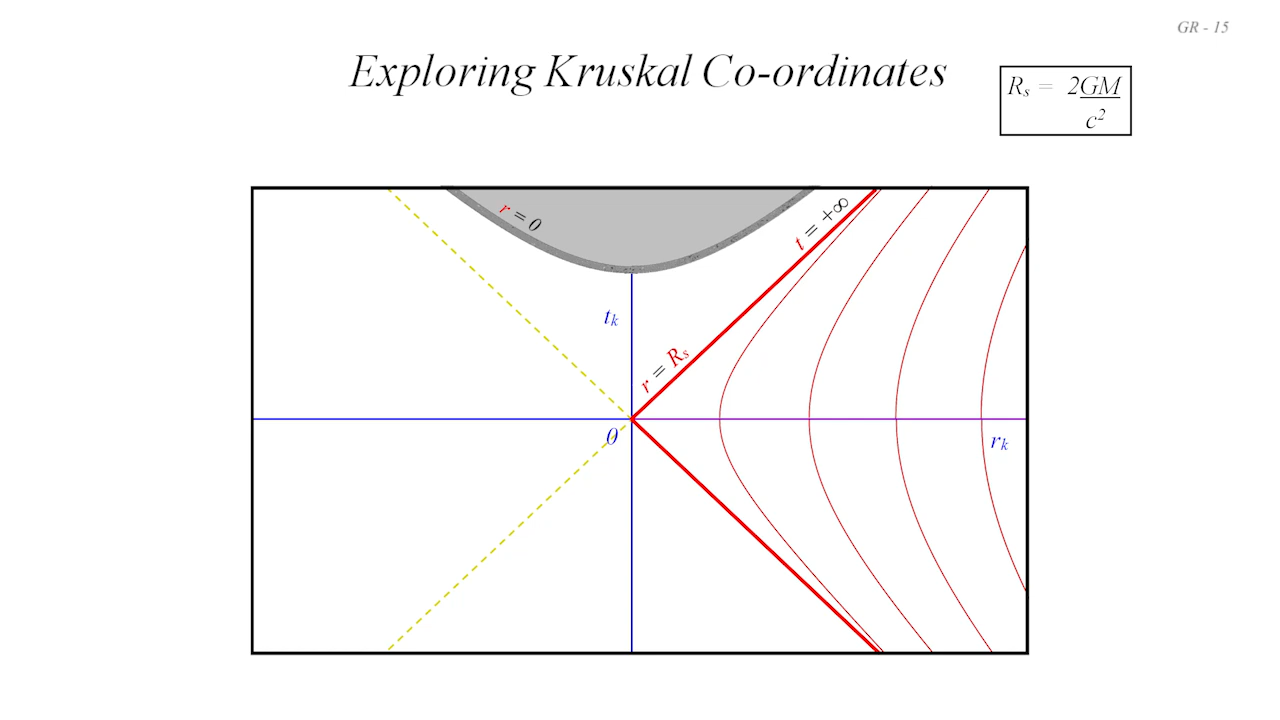 GR - 15
Exploring Kruskal Co-ordinates
Rs = 2GM
c²
r = 0
t = +∞
tk
r = Rs
0
rk